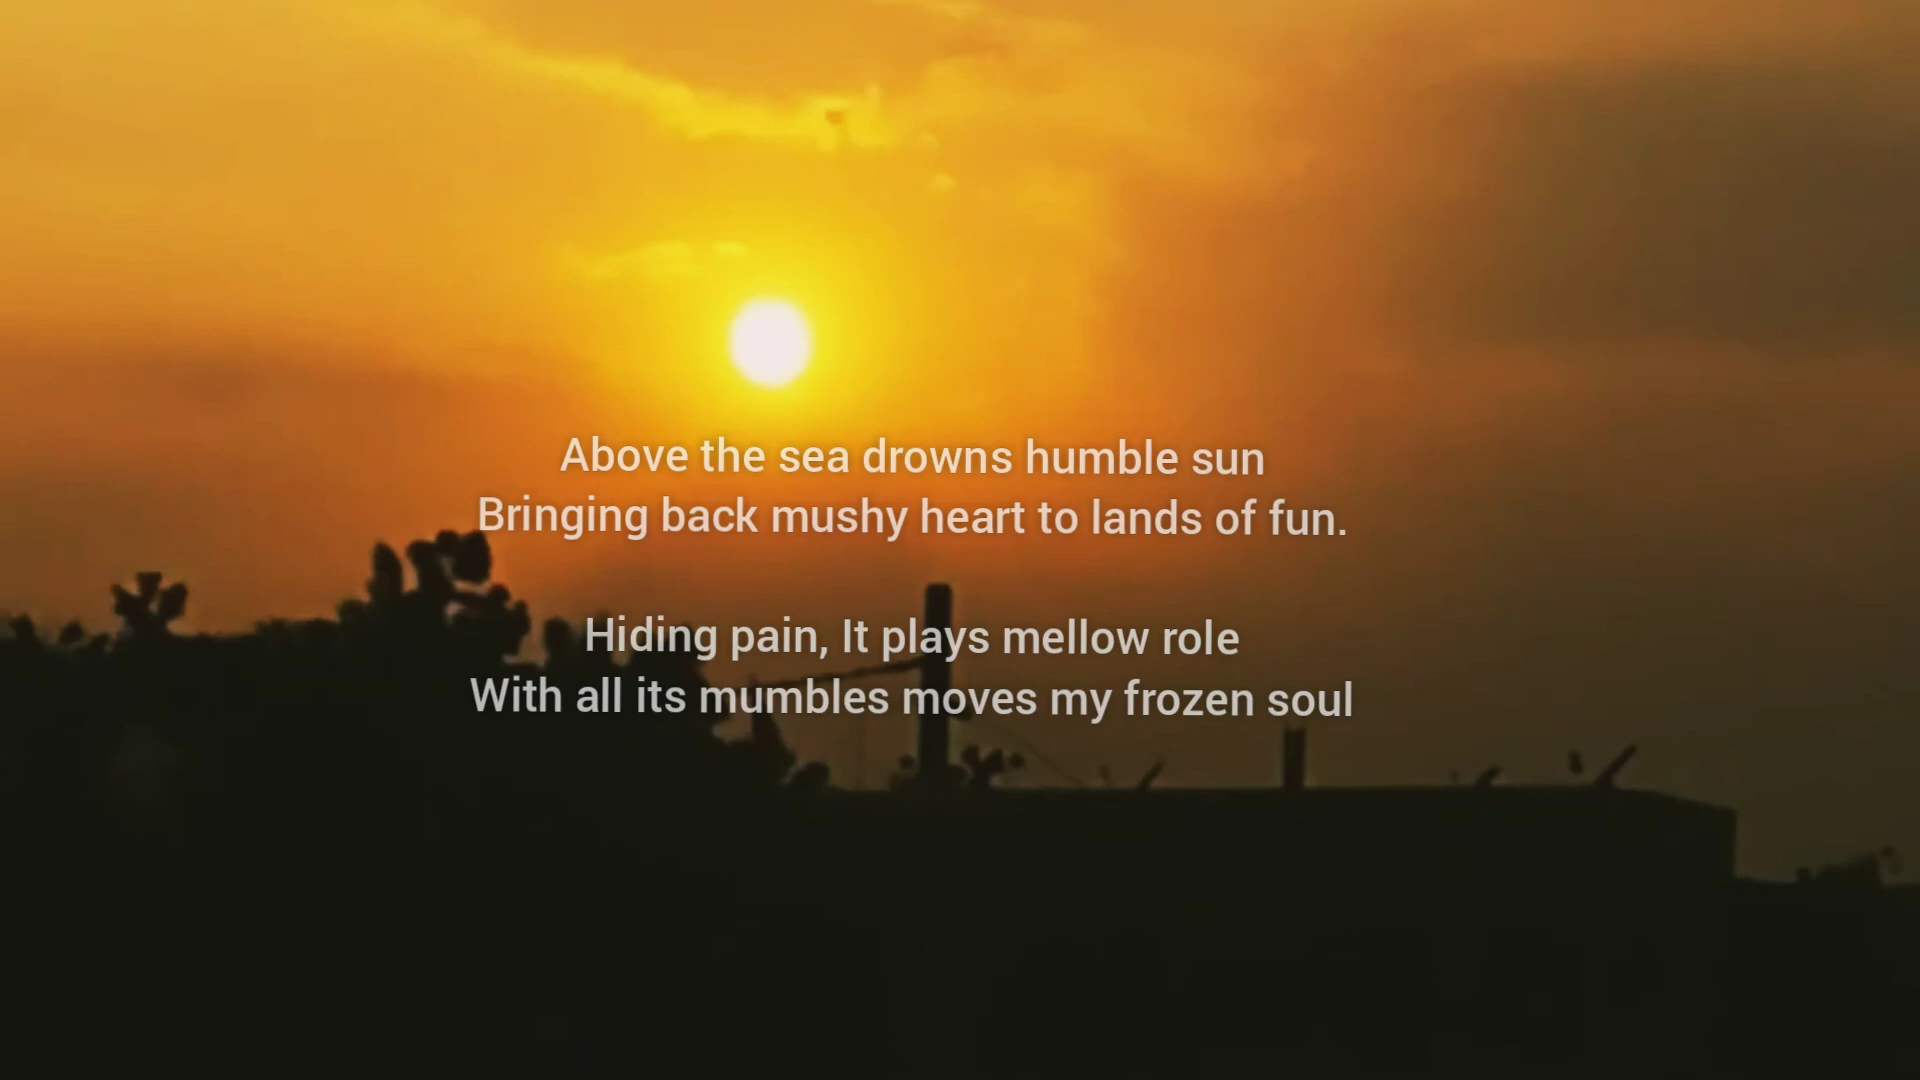 Above the sea drowns humble sun
Bringing back mushy heart to lands of fun.
Hiding pain, It plays mellow role
With all its mumbles moves my frozen soul